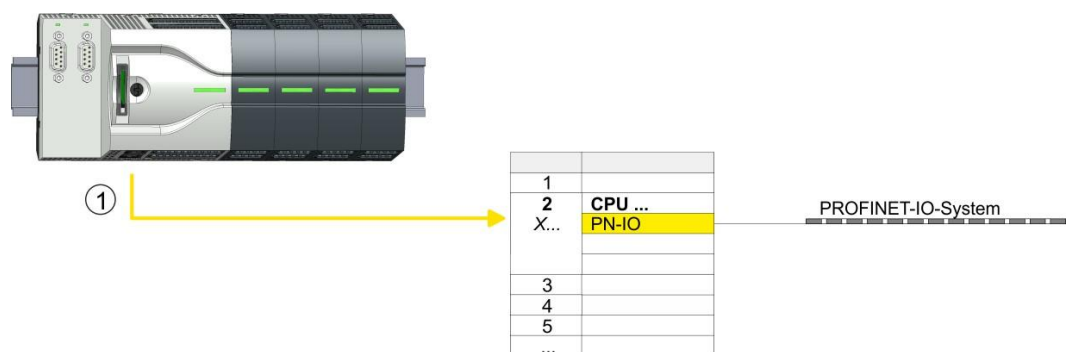 ①
1
2 CPU ...
X... PN-IO
3
4
5
...
PROFINET-IO-System